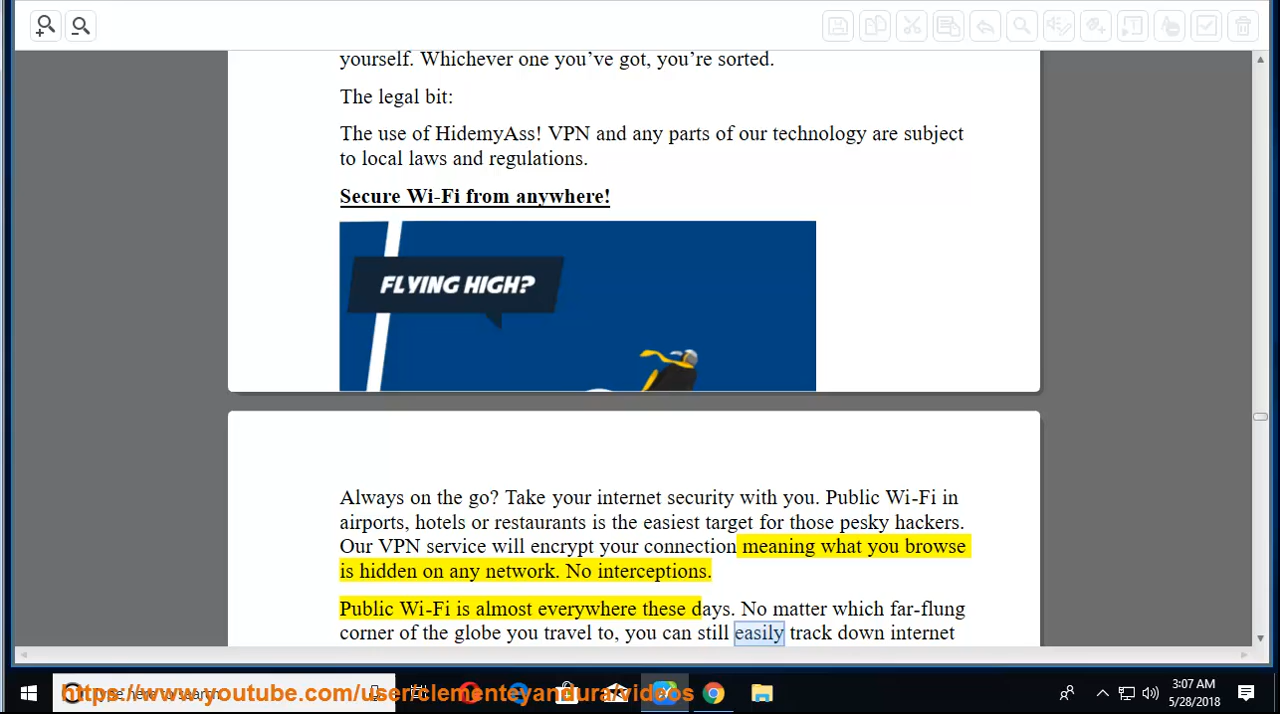 yourself. Whichever one you’ve got, you’re sorted.
The legal bit:
The use of HidemyAss! VPN and any parts of our technology are subject
to local laws and regulations.
Secure Wi-Fi from anywhere!
FLYING HIGH?
Always on the go? Take your internet security with you. Public Wi-Fi in
airports, hotels or restaurants is the easiest target for those pesky hackers.
Our VPN service will encrypt your connection meaning what you browse
is hidden on any network. No interceptions.
Public Wi-Fi is almost everywhere these days. No matter which far-flung
corner of the globe you travel to, you can still easily track down internet
https://www.youtube.com/user/clementeyandura/videos
Type here to search
3:07 AM
5/28/2018